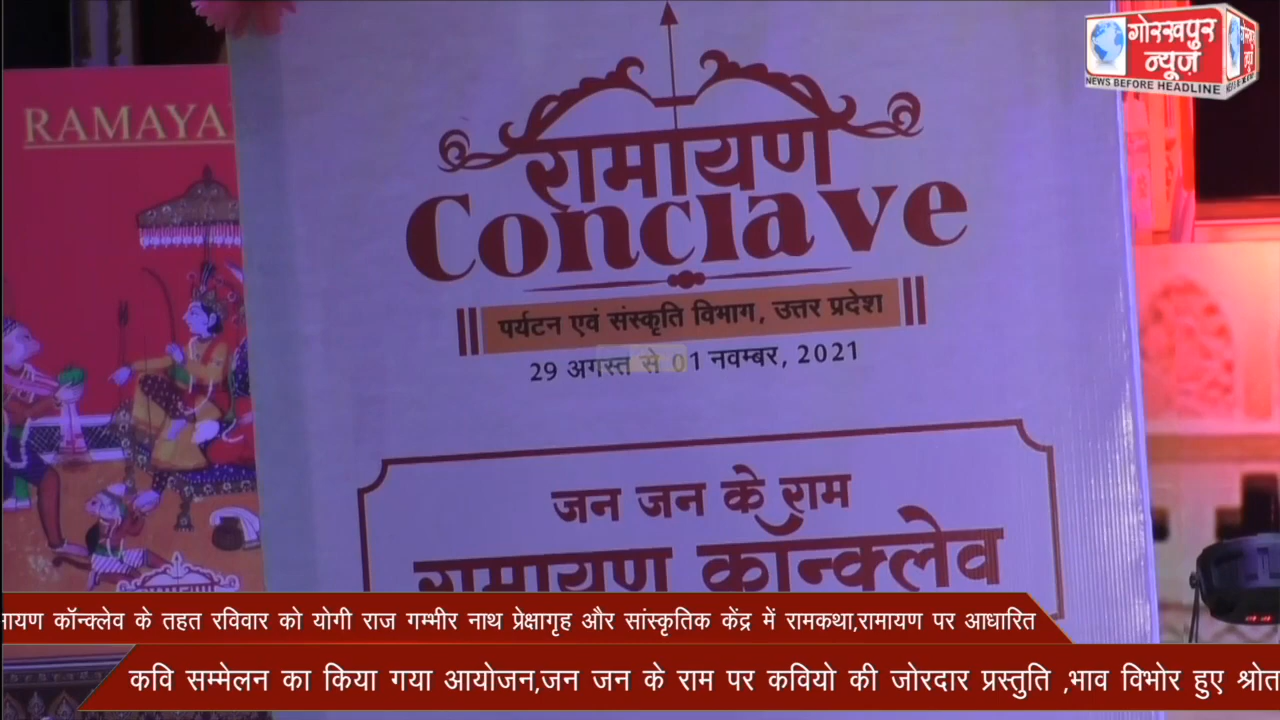 गोरखपुर
न्यूज़
NEWS BEFORE HEADLINE
रामायण
Conclave
पर्यटन एवं संस्कृति विभाग, उत्तर प्रदेश
29 अगस्त से 01 नवम्बर, 2021
जन जन के राम
रामायण कॉन्क्लेव
कॉन्क्लेव के तहत रविवार को योगी राज गम्भीर नाथ प्रेक्षागृह और सांस्कृतिक केंद्र में रामकथा,रामायण पर आधारित
कवि सम्मेलन का किया गया आयोजन,जन जन के राम पर कवियो की जोरदार प्रस्तुति ,भाव विभोर हुए